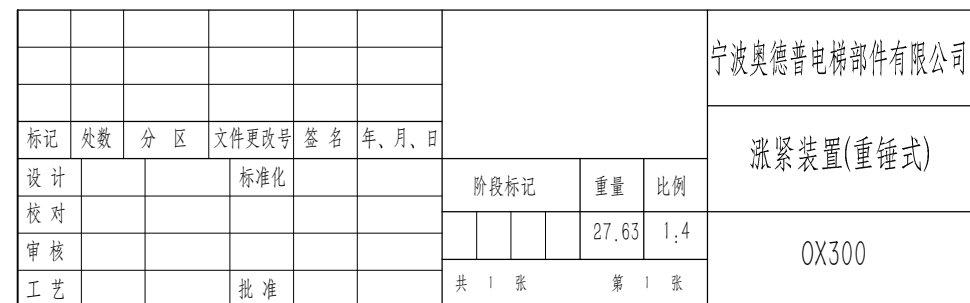 宁波奥德普电梯部件有限公司
标记 处数 分 区 文件更改号 签 名 年、月、日
涨紧装置(重锤式)
设 计 标准化 阶段标记 重量 比例
校 对
27.63 1:4
审 核
OX300
工 艺 批 准 共 1 张 第 1 张